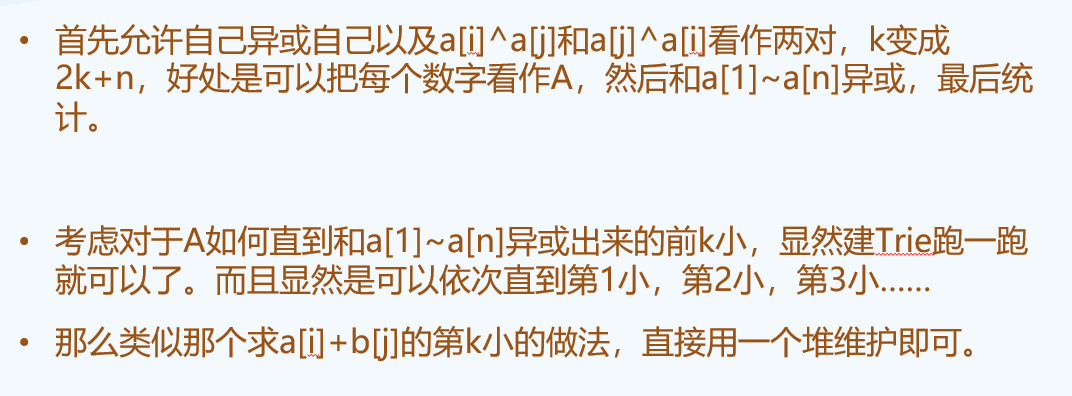 • 首先允许自己异或自己以及a[i]^a[j]和a[j]^a[i]看作两对，k变成
2k+n，好处是可以把每个数字看作A，然后和a[1]~a[n]异或，最后统
计。
• 考虑对于A如何直到和a[1]~a[n]异或出来的前k小，显然建Trie跑一跑
就可以了。而且显然是可以依次直到第1小，第2小，第3小……
• 那么类似那个求a[i]+b[j]的第k小的做法，直接用一个堆维护即可。